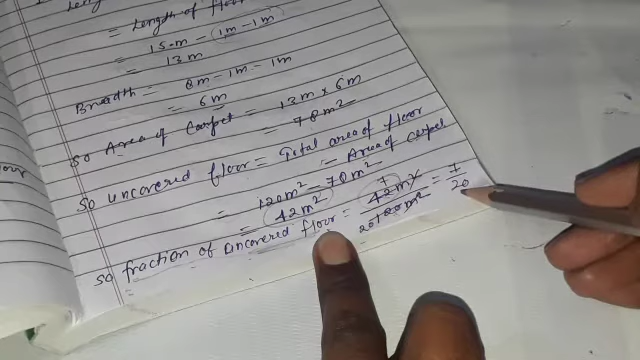 = Length of floor
= 15m - 1m - 1m
= 13m
Breadth = 8m - 1m - 1m
= 6m
So Area of Carpet = 13m x 6m
= 78m²
So uncovered floor = Total area of floor
- Area of carpet
= 120m² - 78m²
= 42m²
So fraction of uncovered floor = 42m²/120m² = 7/20
7
20